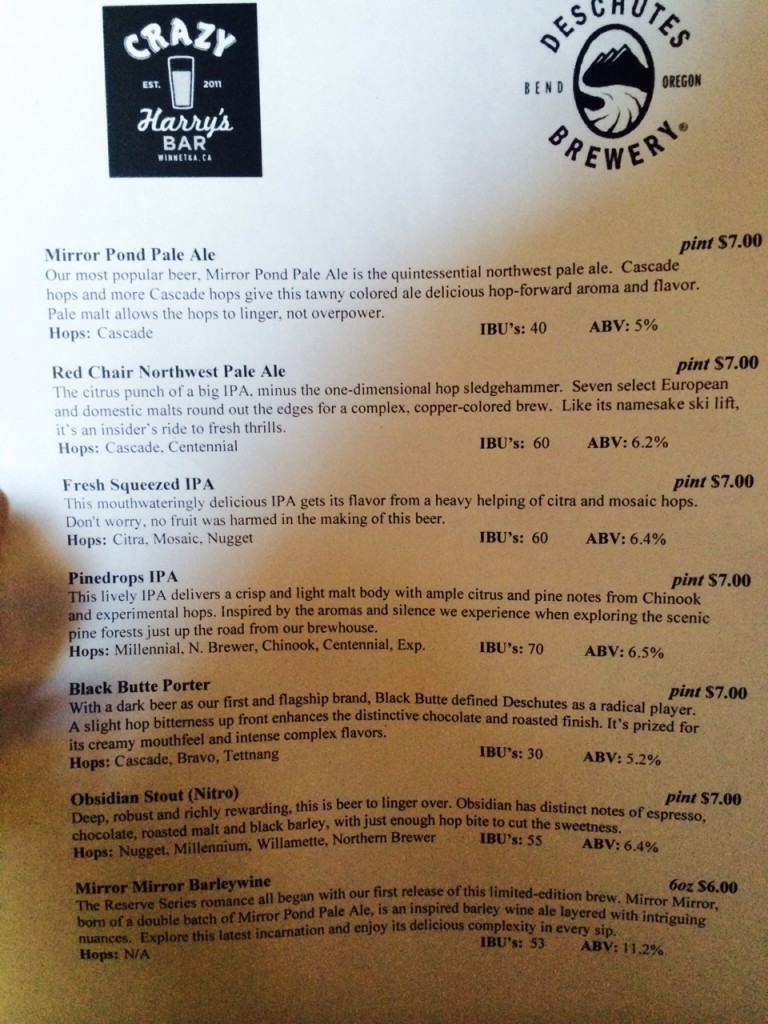 CRAZY
EST. 2011
Harry's
BAR
WINNETKA, CA
DESCHUTES
BEND OREGON
BREWERY®
Mirror Pond Pale Ale pint $7.00
Our most popular beer, Mirror Pond Pale Ale is the quintessential northwest pale ale. Cascade
hops and more Cascade hops give this tawny colored ale delicious hop-forward aroma and flavor.
Pale malt allows the hops to linger, not overpower.
Hops: Cascade IBU's: 40 ABV: 5%
Red Chair Northwest Pale Ale pint $7.00
The citrus punch of a big IPA, minus the one-dimensional hop sledgehammer. Seven select European
and domestic malts round out the edges for a complex, copper-colored brew. Like its namesake ski lift,
it's an insider's ride to fresh thrills.
Hops: Cascade, Centennial IBU's: 60 ABV: 6.2%
Fresh Squeezed IPA pint $7.00
This mouthwateringly delicious IPA gets its flavor from a heavy helping of citra and mosaic hops.
Don't worry, no fruit was harmed in the making of this beer.
Hops: Citra, Mosaic, Nugget IBU's: 60 ABV: 6.4%
Pinedrops IPA pint $7.00
This lively IPA delivers a crisp and light malt body with ample citrus and pine notes from Chinook
and experimental hops. Inspired by the aromas and silence we experience when exploring the scenic
pine forests just up the road from our brewhouse.
Hops: Millennial, N. Brewer, Chinook, Centennial, Exp. IBU's: 70 ABV: 6.5%
Black Butte Porter pint $7.00
With a dark beer as our first and flagship brand, Black Butte defined Deschutes as a radical player.
A slight hop bitterness up front enhances the distinctive chocolate and roasted finish. It's prized for
its creamy mouthfeel and intense complex flavors.
Hops: Cascade, Bravo, Tettnang IBU's: 30 ABV: 5.2%
Obsidian Stout (Nitro) pint $7.00
Deep, robust and richly rewarding, this is beer to linger over. Obsidian has distinct notes of espresso,
chocolate, roasted malt and black barley, with just enough hop bite to cut the sweetness.
Hops: Nugget, Millennium, Willamette, Northern Brewer IBU's: 55 ABV: 6.4%
Mirror Mirror Barleywine 6oz $6.00
The Reserve Series romance all began with our first release of this limited-edition brew. Mirror Mirror,
born of a double batch of Mirror Pond Pale Ale, is an inspired barley wine ale layered with intriguing
nuances. Explore this latest incarnation and enjoy its delicious complexity in every sip.
Hops: N/A IBU's: 53 ABV: 11.2%